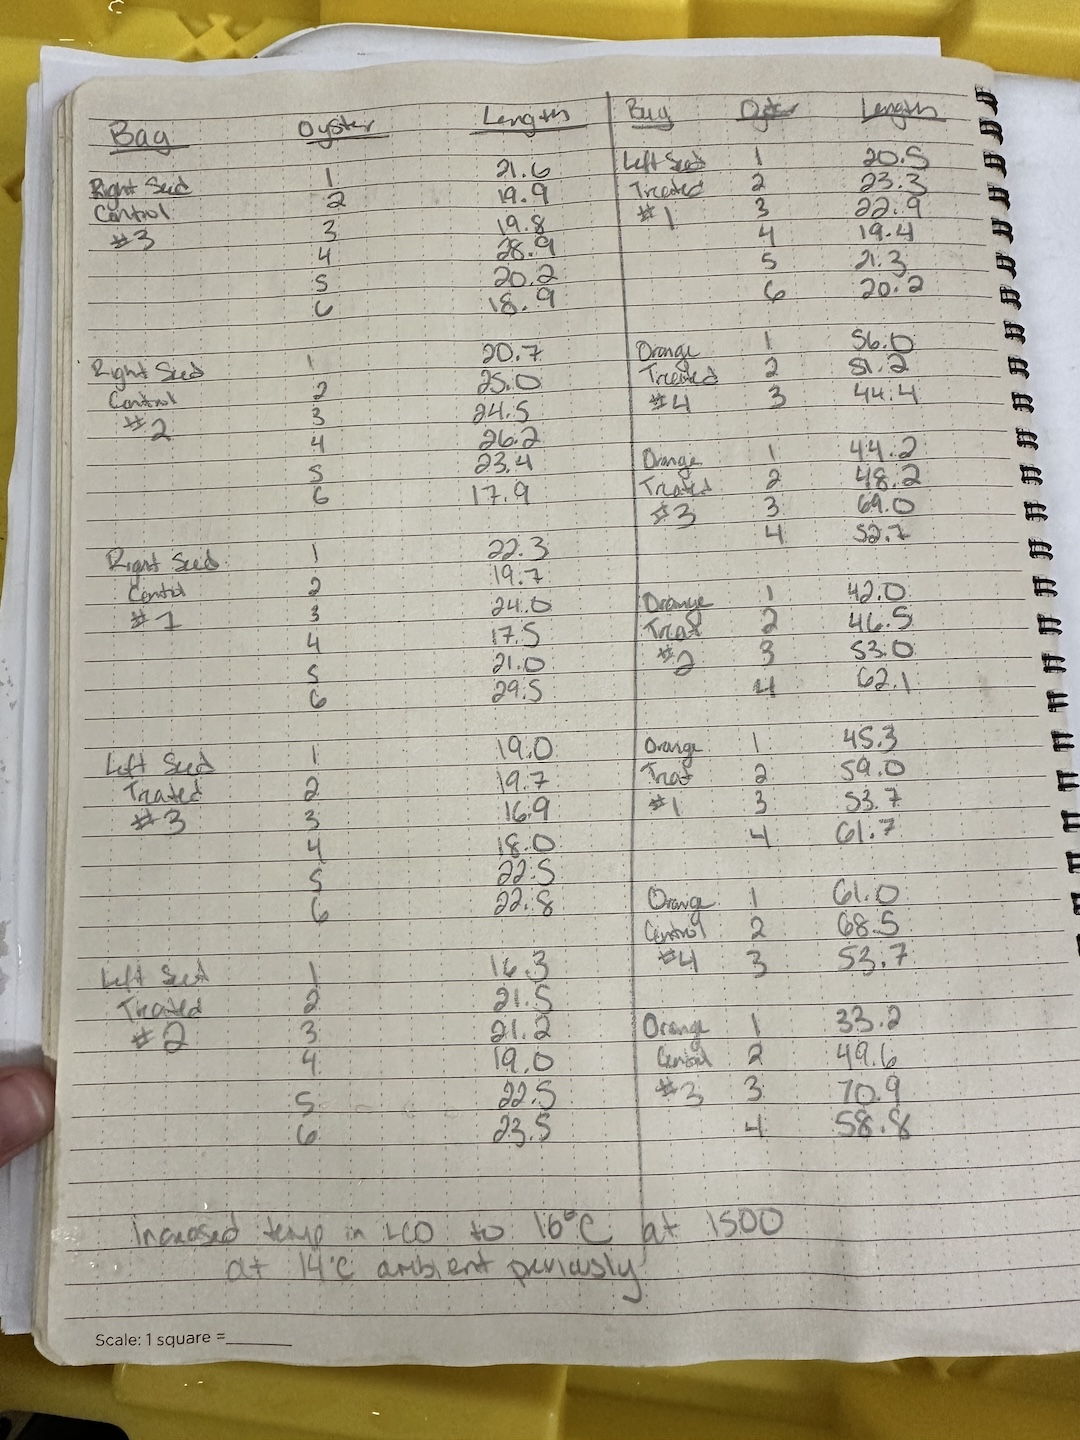 Bag Oyster Length
Right Seed 1 21.6
Control 2 19.9
#3 3 19.8
4 28.9
5 20.2
6 18.9
Right Seed 1 20.7
Control 2 25.0
#2 3 24.5
4 26.2
5 23.4
6 17.9
Right Seed 1 22.3
Control 2 19.7
#1 3 24.0
4 17.5
5 21.0
6 29.5
Left Seed 1 19.0
Treated 2 19.7
#3 3 16.9
4 18.0
5 22.5
6 22.8
Left Seed 1 16.3
Treated 2 21.5
#2 3 21.2
4 19.0
5 22.5
6 23.5
Bag Oyster Length
Left Seed 1 20.5
Treated 2 23.3
#1 3 22.9
4 19.4
5 21.3
6 20.2
Orange 1 56.0
Treated 2 51.2
#4 3 44.4
Orange 1 44.2
Treated 2 48.2
#3 3 69.0
4 52.7
Orange 1 42.0
Treat 2 46.5
#2 3 53.0
4 62.1
Orange 1 45.3
Treat 2 59.0
#1 3 53.7
4 61.7
Orange 1 61.0
Control 2 68.5
#4 3 53.7
Orange 1 33.2
Control 2 49.6
#3 3 70.9
4 58.8
Increased temp in LCO to 16°C at 1500
at 14°C ambient previously
Scale: 1 square =